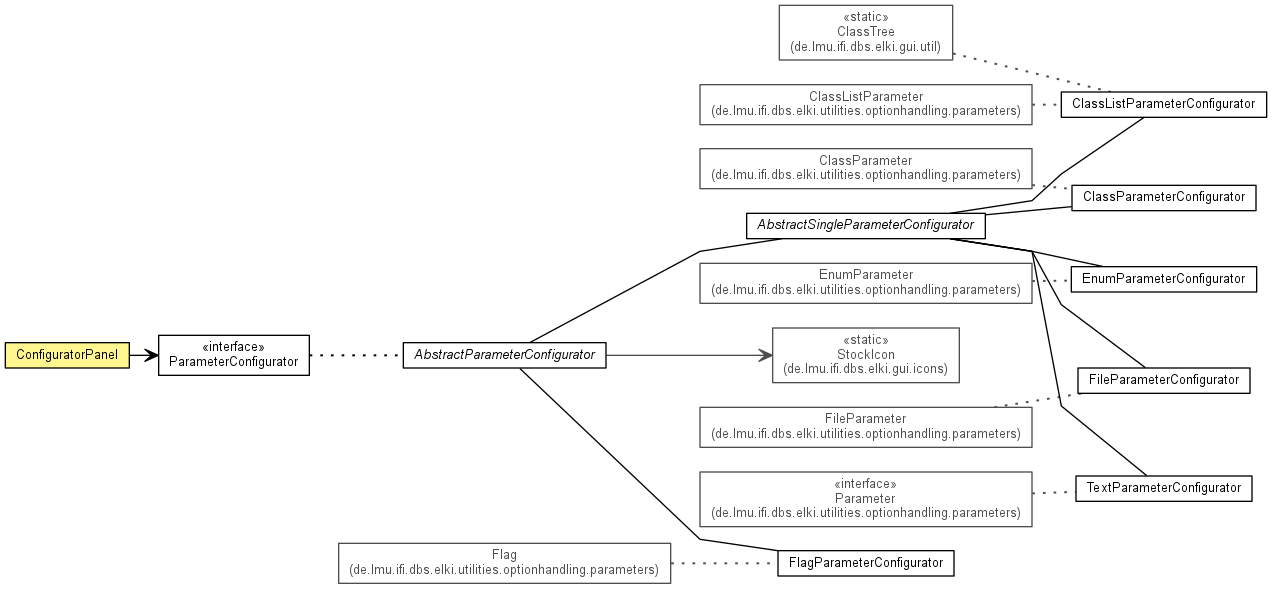 «static»
ClassTree
(de.lmu.ifi.dbs.elki.gui.util)
ClassListParameter
(de.lmu.ifi.dbs.elki.utilities.optionhandling.parameters)
ClassListParameterConfigurator
ClassParameter
(de.lmu.ifi.dbs.elki.utilities.optionhandling.parameters)
ClassParameterConfigurator
AbstractSingleParameterConfigurator
EnumParameter
(de.lmu.ifi.dbs.elki.utilities.optionhandling.parameters)
EnumParameterConfigurator
ConfiguratorPanel
«interface»
ParameterConfigurator
AbstractParameterConfigurator
«static»
StockIcon
(de.lmu.ifi.dbs.elki.gui.icons)
FileParameterConfigurator
FileParameter
(de.lmu.ifi.dbs.elki.utilities.optionhandling.parameters)
«interface»
Parameter
(de.lmu.ifi.dbs.elki.utilities.optionhandling.parameters)
TextParameterConfigurator
Flag
(de.lmu.ifi.dbs.elki.utilities.optionhandling.parameters)
FlagParameterConfigurator